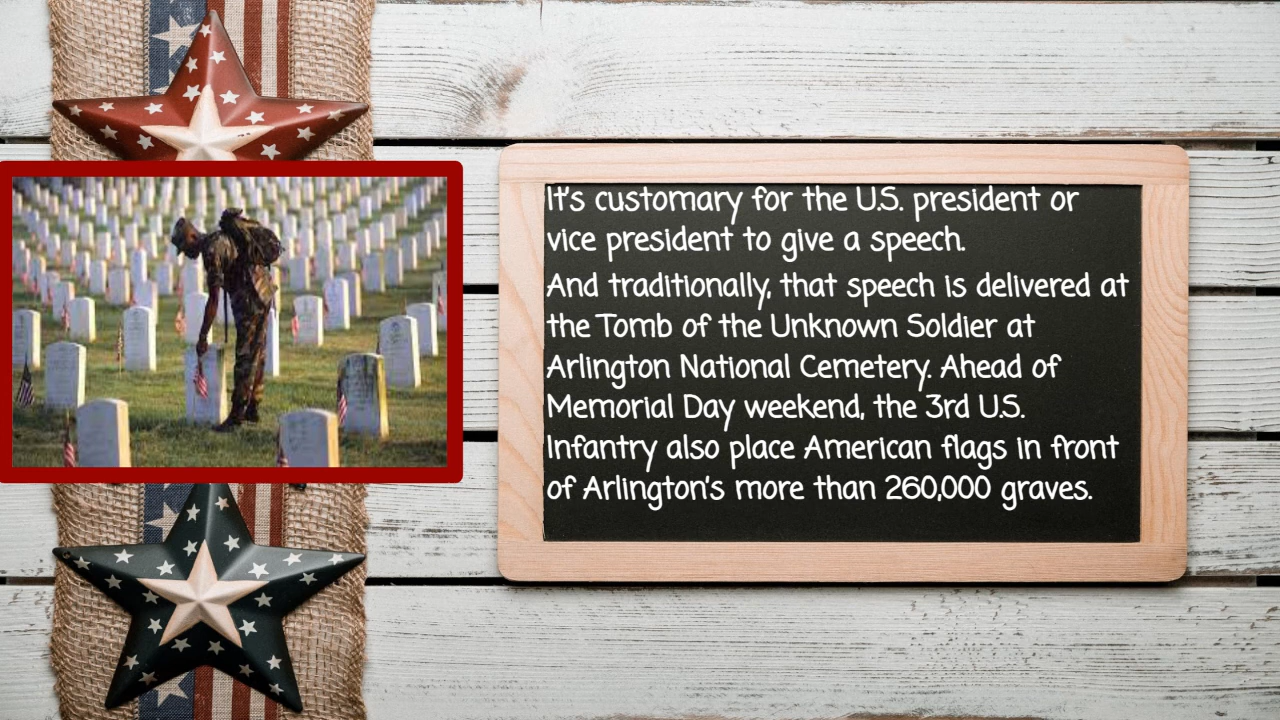 It's customary for the U.S. president or
vice president to give a speech.
And traditionally, that speech is delivered at
the Tomb of the Unknown Soldier at
Arlington National Cemetery. Ahead of
Memorial Day weekend, the 3rd U.S.
Infantry also place American flags in front
of Arlington's more than 260,000 graves.